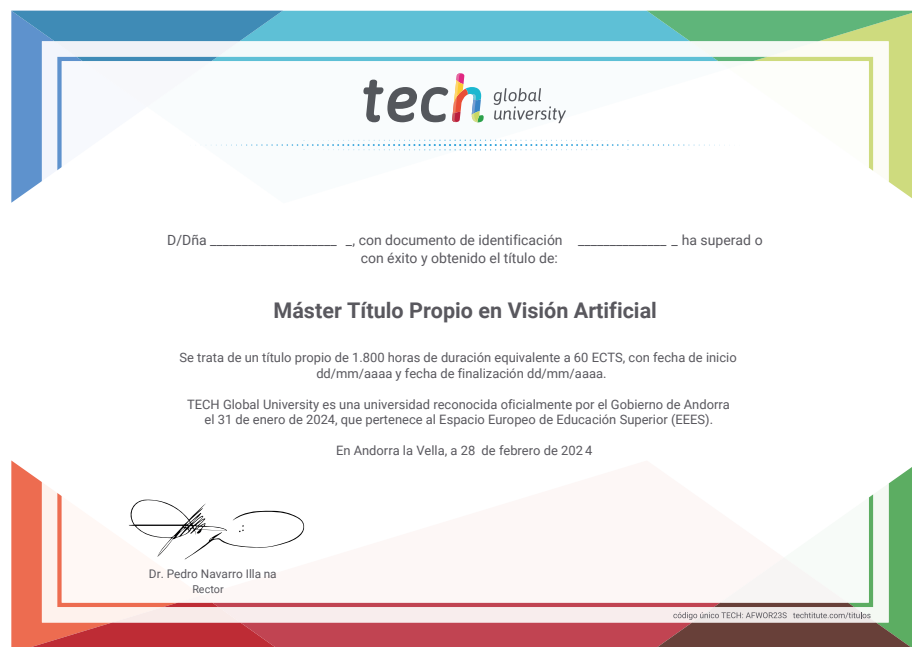 tech global university
D/Dña ____________________ _, con documento de identificación ______________ _ ha superad o
con éxito y obtenido el título de:
Máster Título Propio en Visión Artificial
Se trata de un título propio de 1.800 horas de duración equivalente a 60 ECTS, con fecha de inicio
dd/mm/aaaa y fecha de finalización dd/mm/aaaa.
TECH Global University es una universidad reconocida oficialmente por el Gobierno de Andorra
el 31 de enero de 2024, que pertenece al Espacio Europeo de Educación Superior (EEES).
En Andorra la Vella, a 28 de febrero de 2024
Dr. Pedro Navarro Illa na
Rector
código único TECH: AFWOR23S techtitute.com/titulos